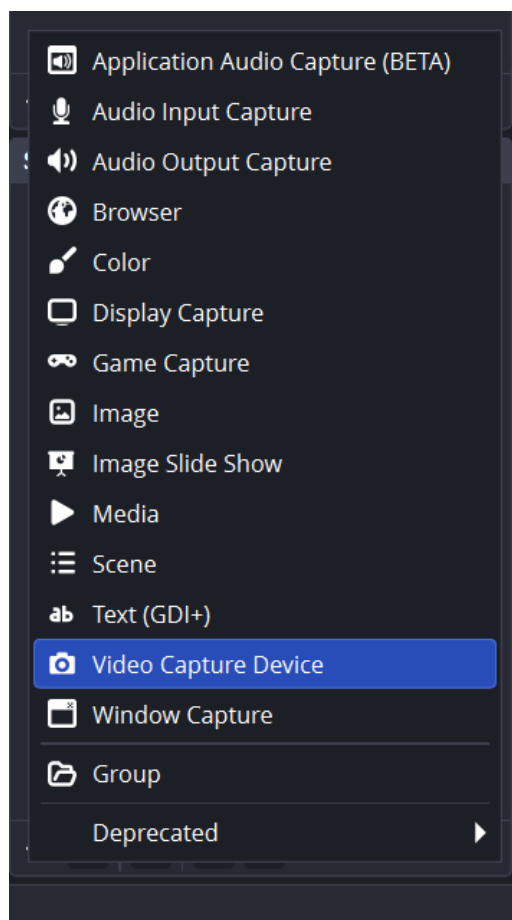 Application Audio Capture (BETA)
Audio Input Capture
Audio Output Capture
Browser
Color
Display Capture
Game Capture
Image
Image Slide Show
Media
Scene
ab Text (GDI+)
Video Capture Device
Window Capture
Group
Deprecated